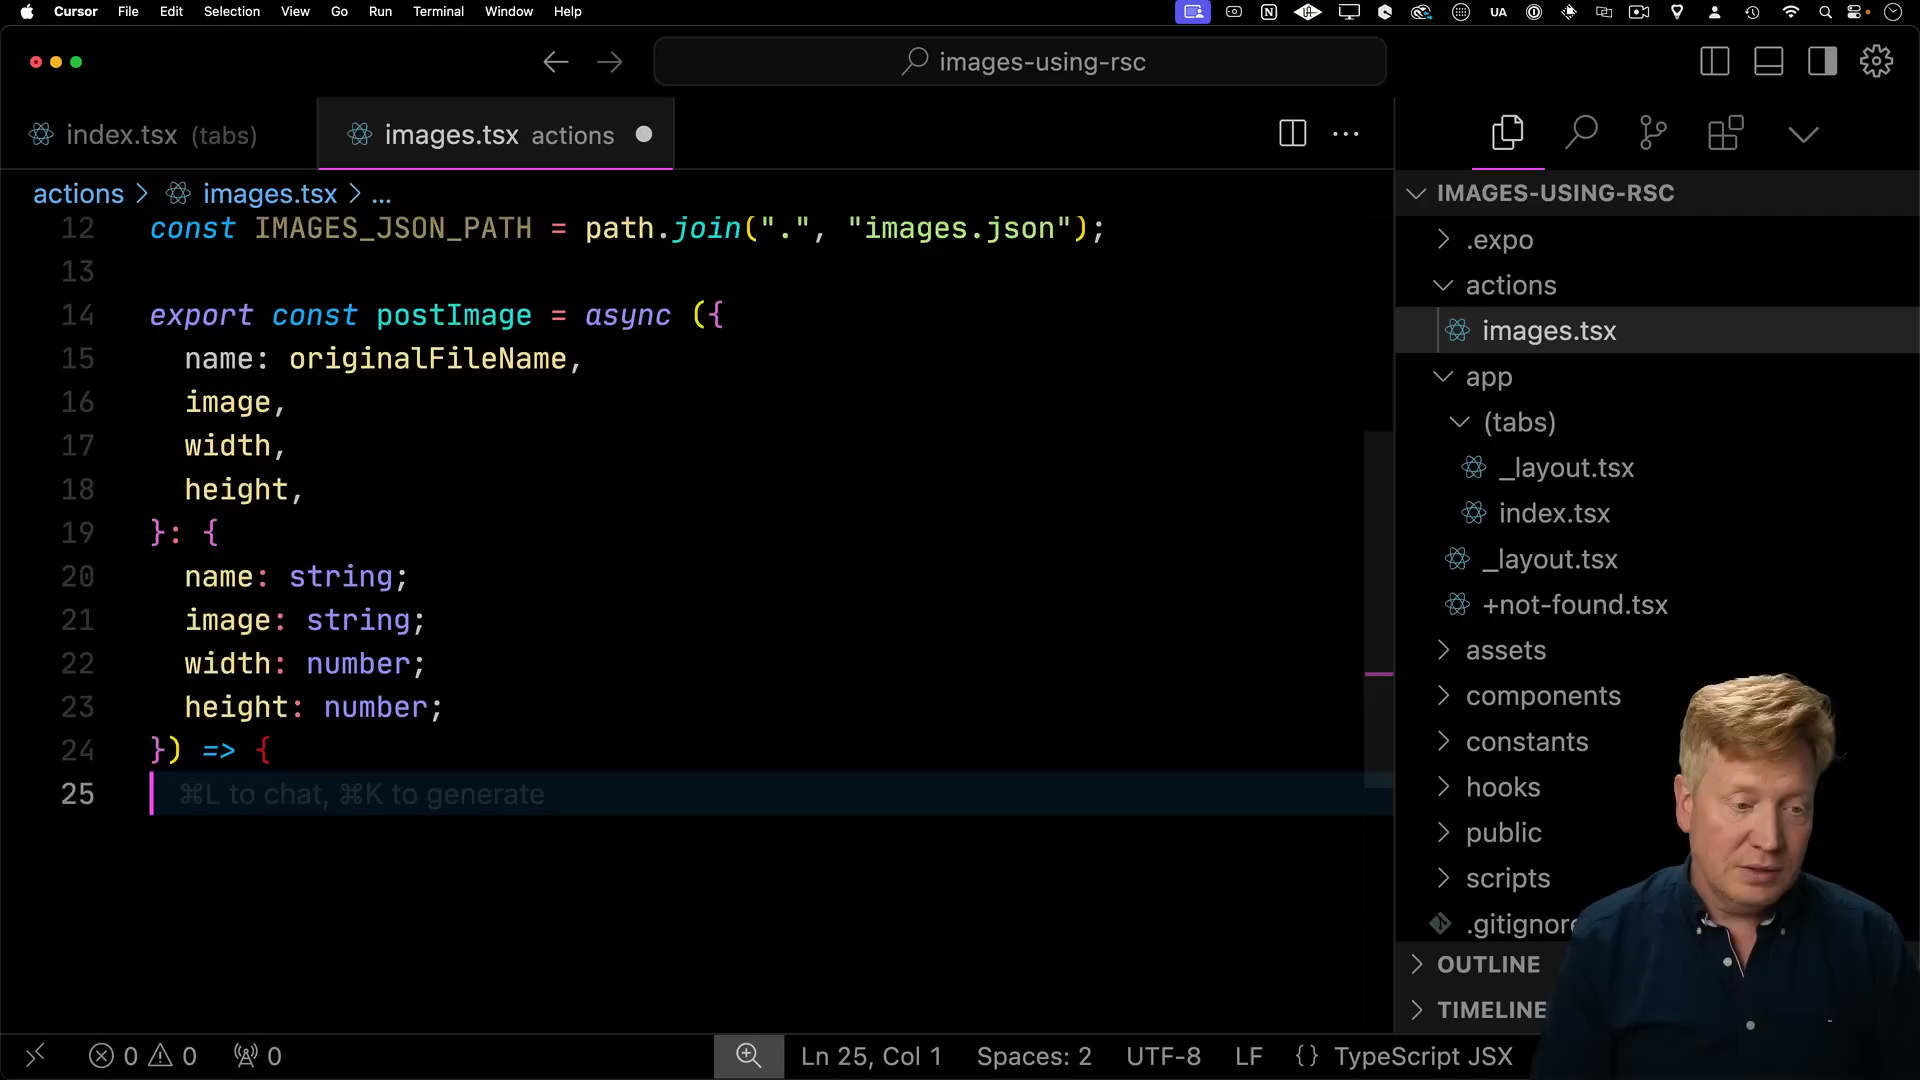 Cursor File Edit Selection View Go Run Terminal Window Help UA
images-using-rsc
index.tsx (tabs)
images.tsx actions
actions > images.tsx > ...
12 const IMAGES_JSON_PATH = path.join(".", "images.json");
13
14 export const postImage = async ({
15 name: originalFileName,
16 image,
17 width,
18 height,
19 }: {
20 name: string;
21 image: string;
22 width: number;
23 height: number;
24 }) => {
25 ⌘L to chat, ⌘K to generate
IMAGES-USING-RSC
.expo
actions
images.tsx
app
(tabs)
_layout.tsx
index.tsx
_layout.tsx
+not-found.tsx
assets
components
constants
hooks
public
scripts
.gitignore
OUTLINE
TIMELINE
0 0 0 Ln 25, Col 1 Spaces: 2 UTF-8 LF {} TypeScript JSX